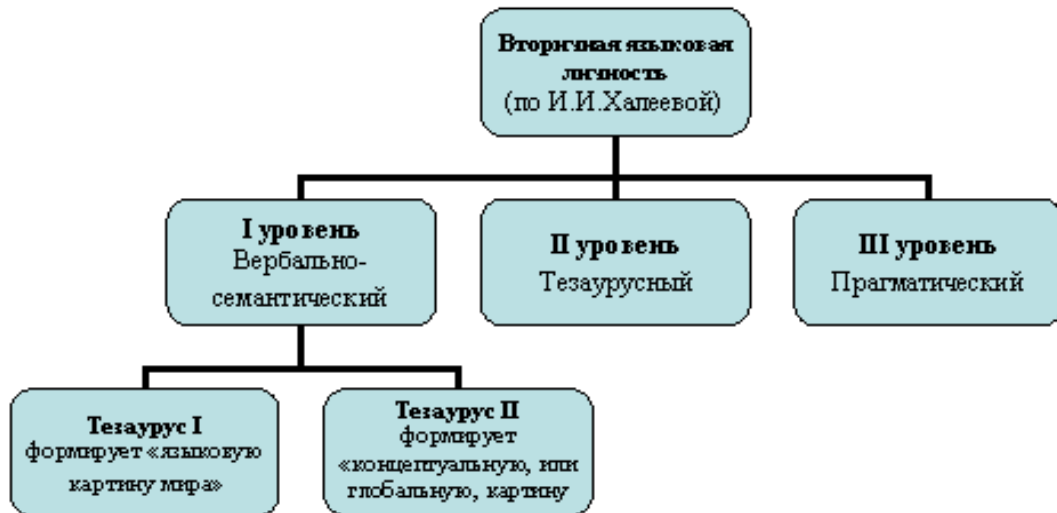 Вторичная языковая
личность
(по И.И.Халеевой)
I уровень
Вербально-
семантический
II уровень
Тезаурусный
III уровень
Прагматический
Тезаурус I
формирует «языковую
картину мира»
Тезаурус II
формирует
«концептуальную, или
глобальную, картину